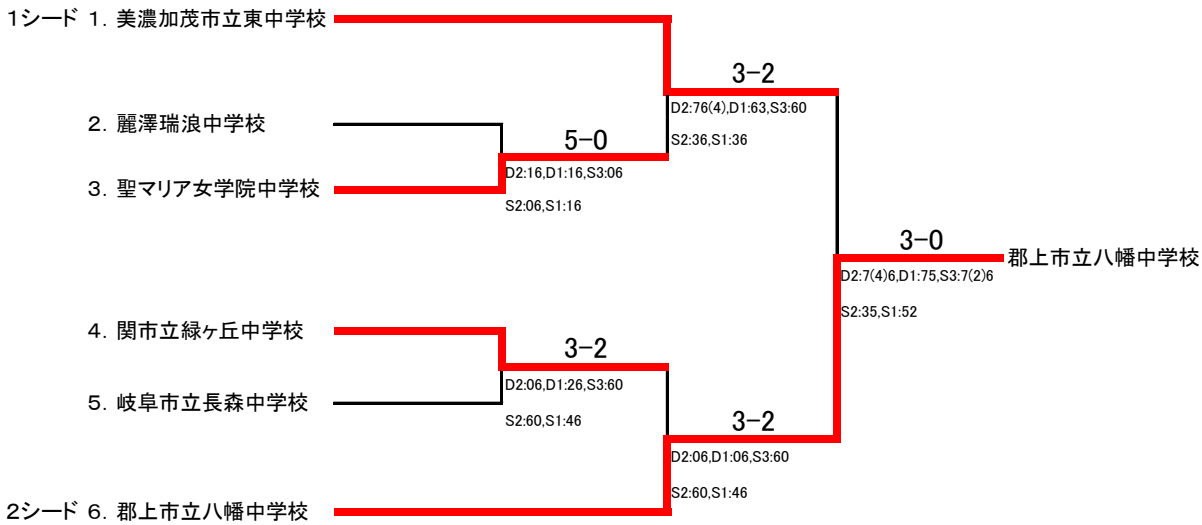 1シード 1. 美濃加茂市立東中学校
3-2
D2:76(4),D1:63,S3:60
S2:36,S1:36
2. 麗澤瑞浪中学校
5-0
D2:16,D1:16,S3:06
S2:06,S1:16
3. 聖マリア女学院中学校
3-0
郡上市立八幡中学校
D2:7(4)6,D1:75,S3:7(2)6
S2:35,S1:52
4. 関市立緑ヶ丘中学校
3-2
D2:06,D1:26,S3:60
S2:60,S1:46
5. 岐阜市立長森中学校
3-2
D2:06,D1:06,S3:60
S2:60,S1:46
2シード 6. 郡上市立八幡中学校